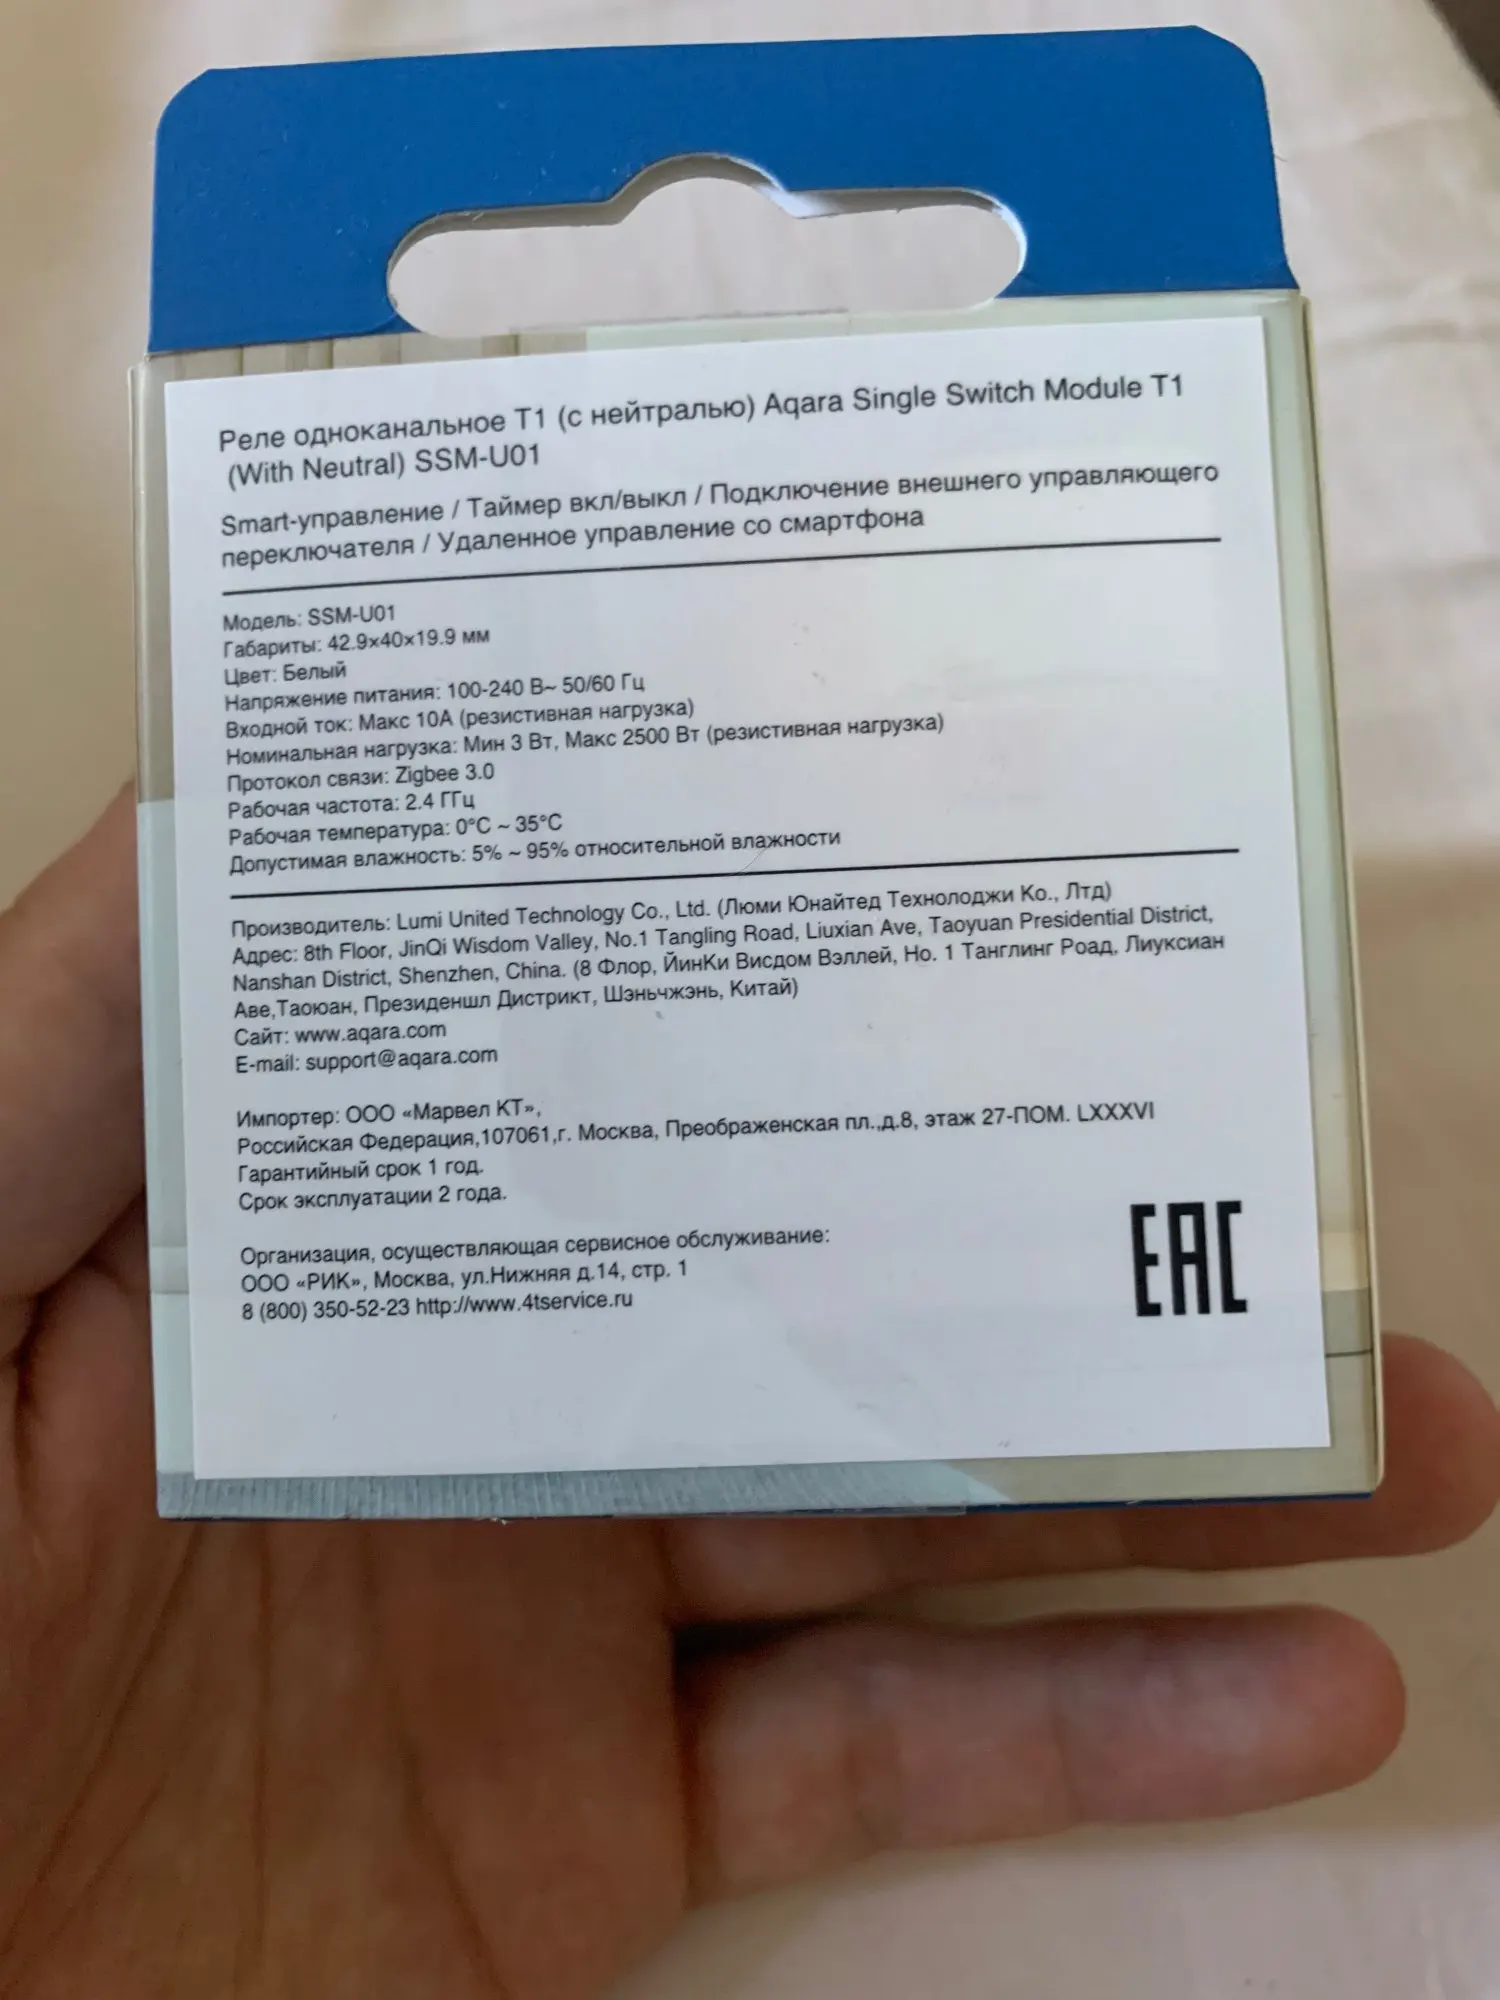 Реле одноканальное T1 (с нейтралью) Aqara Single Switch Module T1
(With Neutral) SSM-U01
Smart-управление / Таймер вкл/выкл / Подключение внешнего управляющего
переключателя / Удаленное управление со смартфона
Модель: SSM-U01
Габариты: 42.9×40×19.9 мм
Цвет: Белый
Напряжение питания: 100-240 В~ 50/60 Гц
Входной ток: Макс 10А (резистивная нагрузка)
Номинальная нагрузка: Мин 3 Вт, Макс 2500 Вт (резистивная нагрузка)
Протокол связи: Zigbee 3.0
Рабочая частота: 2.4 ГГц
Рабочая температура: 0°C ~ 35°C
Допустимая влажность: 5% ~ 95% относительной влажности
Производитель: Lumi United Technology Co., Ltd. (Люми Юнайтед Технолоджи Ко., Лтд)
Адрес: 8th Floor, JinQi Wisdom Valley, No.1 Tangling Road, Liuxian Ave, Taoyuan Presidential District,
Nanshan District, Shenzhen, China. (8 Флор, ЙинКи Висдом Вэллей, Но. 1 Танглинг Роад, Лиуксиан
Аве,Таоюан, Президеншл Дистрикт, Шэньчжэнь, Китай)
Сайт: www.aqara.com
E-mail: support@aqara.com
Импортер: ООО «Марвел КТ»,
Российская Федерация,107061,г. Москва, Преображенская пл.,д.8, этаж 27-ПОМ. LXXXVI
Гарантийный срок 1 год.
Срок эксплуатации 2 года.
Организация, осуществляющая сервисное обслуживание:
ООО «РИК», Москва, ул.Нижняя д.14, стр. 1
8 (800) 350-52-23 http://www.4tservice.ru
EAC